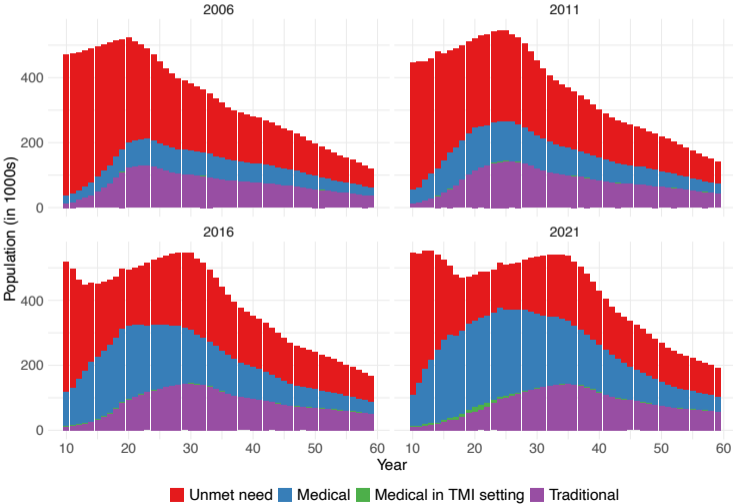 2006
2011
400
200
0
2016
2021
400
200
0
Population (in 1000s)
10 20 30 40 50 60 10 20 30 40 50 60
Year
Unmet need Medical Medical in TMI setting Traditional